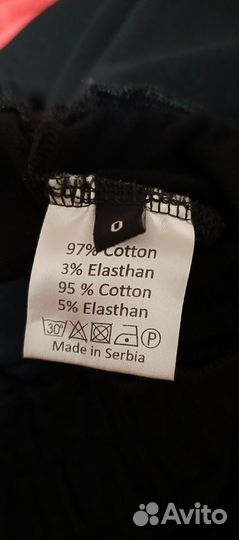 0
97% Cotton
3% Elasthan
95 % Cotton
5% Elasthan
30° P
Made in Serbia
Avito